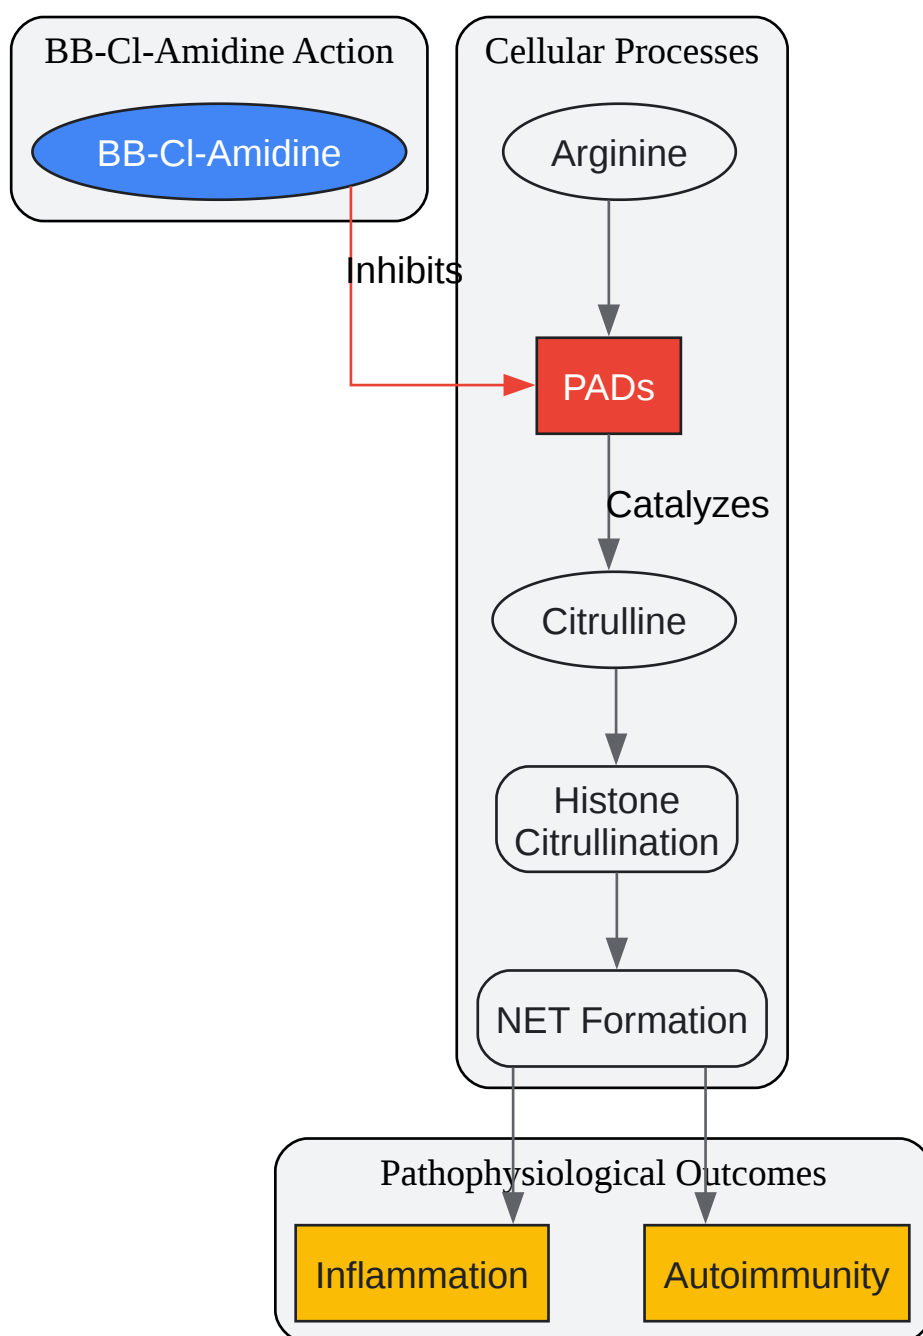 BB-Cl-Amidine Action
BB-Cl-Amidine
Inhibits
Cellular Processes
Arginine
PADs
Catalyzes
Citrulline
Histone
Citrullination
NET Formation
Pathophysiological Outcomes
Inflammation
Autoimmunity